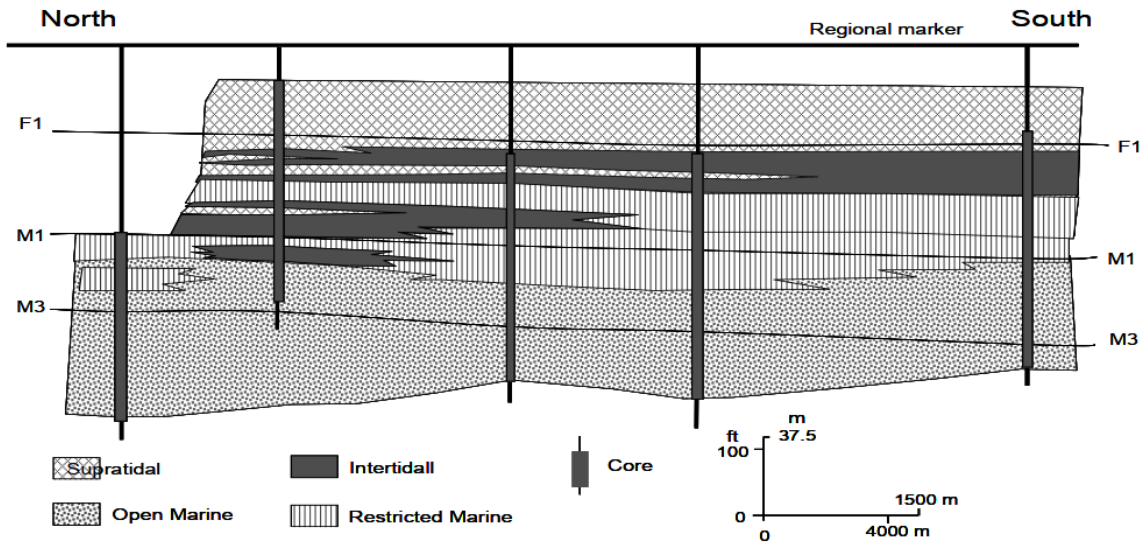 North
South
Regional marker
F1
F1
M1
M1
M3
M3
Supratidal
Intertidall
Core
Open Marine
Restricted Marine
m
ft
37.5
100
1500 m
0
0
4000 m